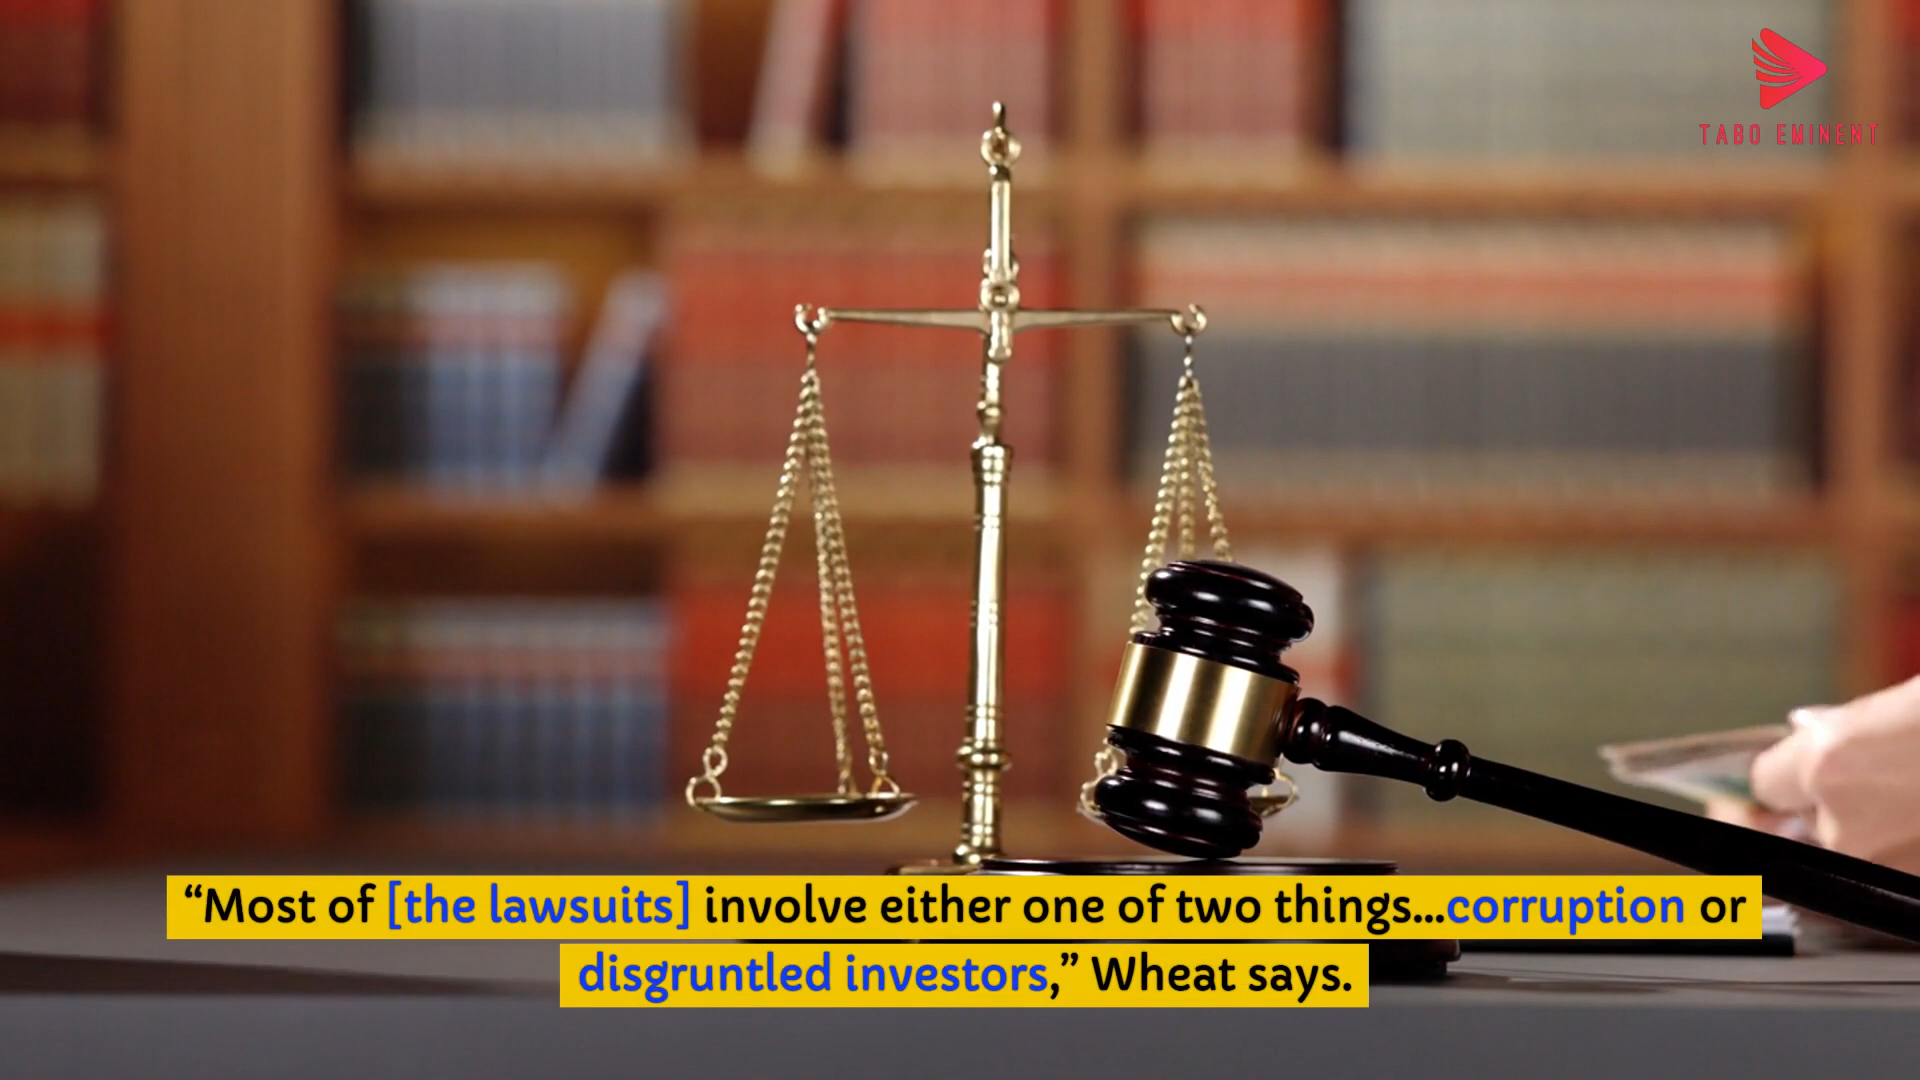 TABO EMINENT
“Most of [the lawsuits] involve either one of two things...corruption or
disgruntled investors,” Wheat says.